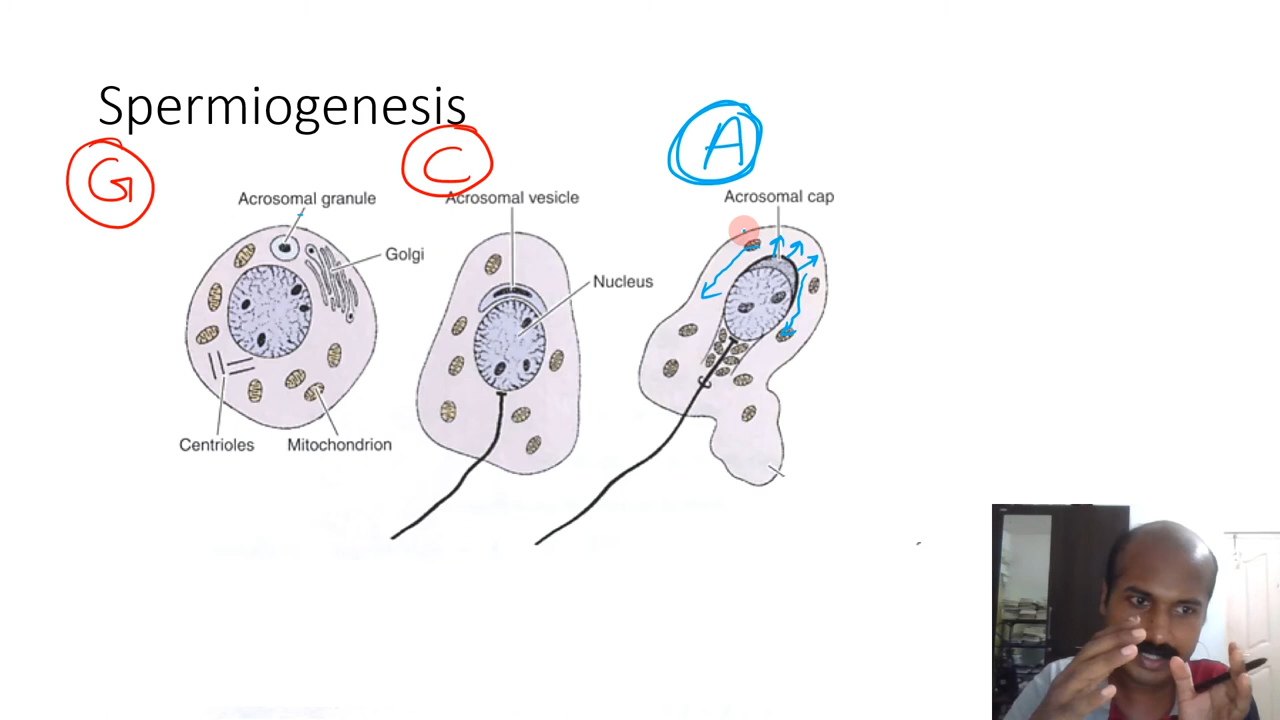 Spermiogenesis
G
C
A
Acrosomal granule
Acrosomal vesicle
Acrosomal cap
Golgi
Nucleus
Centrioles
Mitochondrion